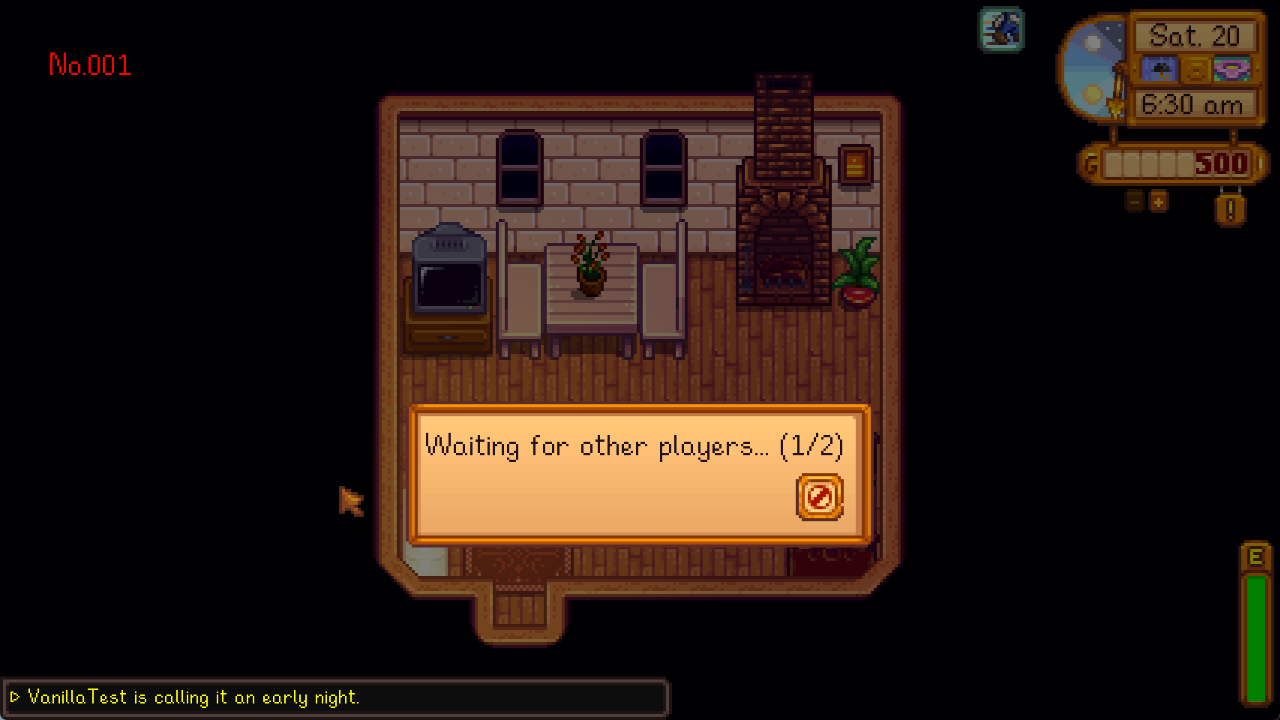 No.001
Sat. 20
6:30 am
G 500
!
Waiting for other players... (1/2)
E
VanillaTest is calling it an early night.